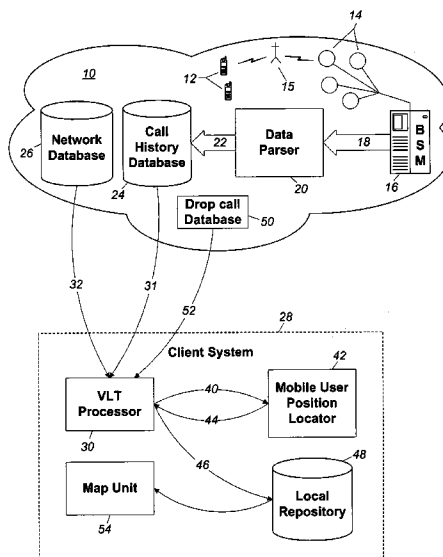 10
12
15
14
26
Network
Database
Call
History
Database
24
22
Data
Parser
20
18
B
S
M
16
Drop call
Database
50
32
31
52
28
Client System
VLT
Processor
30
40
44
42
Mobile User
Position
Locator
46
48
Local
Repository
Map Unit
54